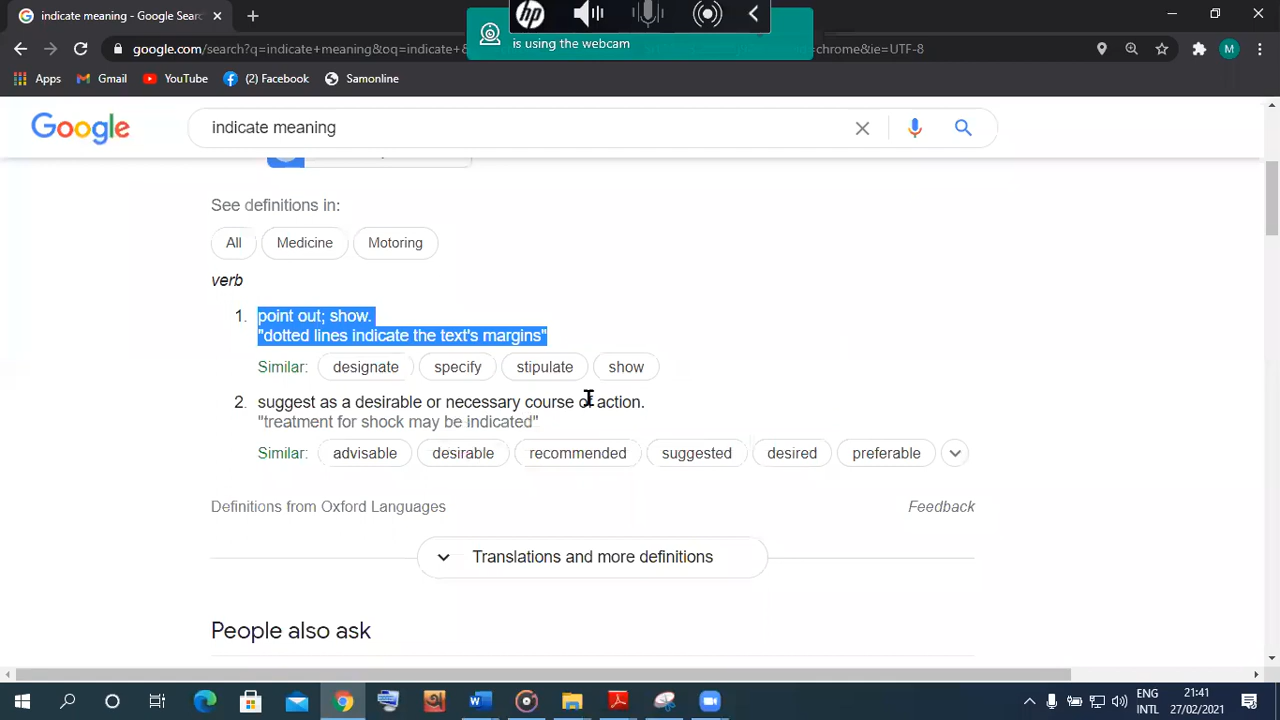 indicate meaning - Google Sear
is using the webcam
google.com/search?q=indicate+meaning&oq=indicate+
=chrome&ie=UTF-8
M
Apps
Gmail
YouTube
(2) Facebook
Samonline
Google
indicate meaning
See definitions in:
All
Medicine
Motoring
verb
1. point out; show.
"dotted lines indicate the text's margins"
Similar: designate specify stipulate show
2. suggest as a desirable or necessary course of action.
"treatment for shock may be indicated"
Similar: advisable desirable recommended suggested desired preferable
Definitions from Oxford Languages
Feedback
Translations and more definitions
People also ask
ENG
INTL
21:41
27/02/2021